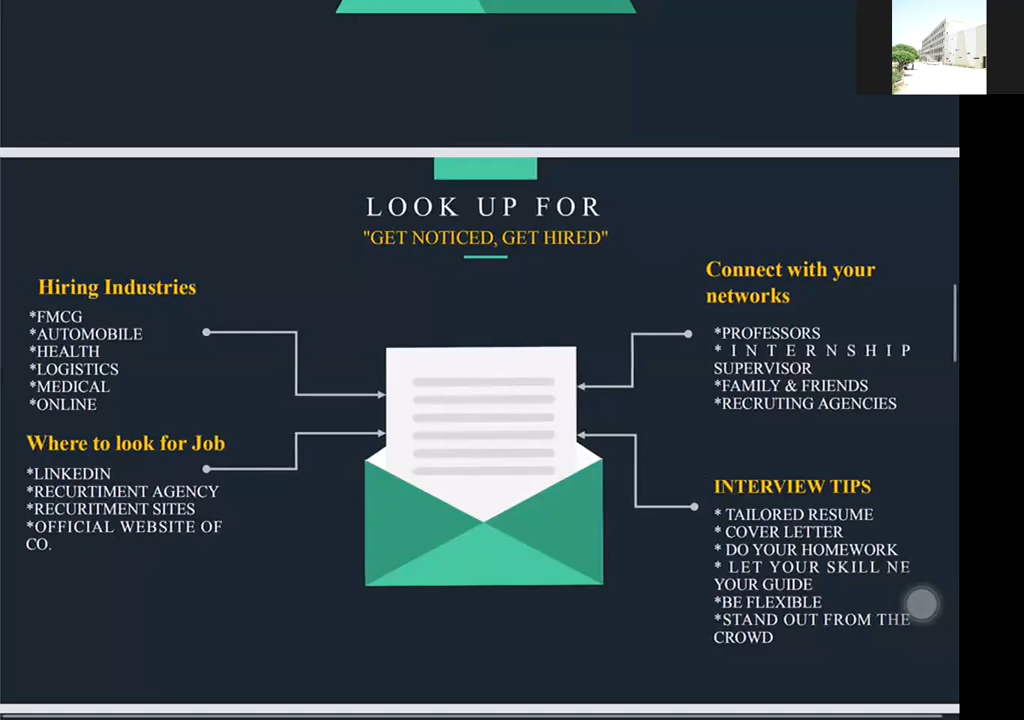 LOOK UP FOR
"GET NOTICED, GET HIRED"
Hiring Industries
*FMCG
*AUTOMOBILE
*HEALTH
*LOGISTICS
*MEDICAL
*ONLINE
Where to look for Job
*LINKEDIN
*RECURTIMENT AGENCY
*RECURITMENT SITES
*OFFICIAL WEBSITE OF
CO.
Connect with your
networks
*PROFESSORS
* INTERNSHIP
SUPERVISOR
*FAMILY & FRIENDS
*RECRUTING AGENCIES
INTERVIEW TIPS
* TAILORED RESUME
* COVER LETTER
* DO YOUR HOMEWORK
* LET YOUR SKILL NE
YOUR GUIDE
*BE FLEXIBLE
*STAND OUT FROM THE
CROWD